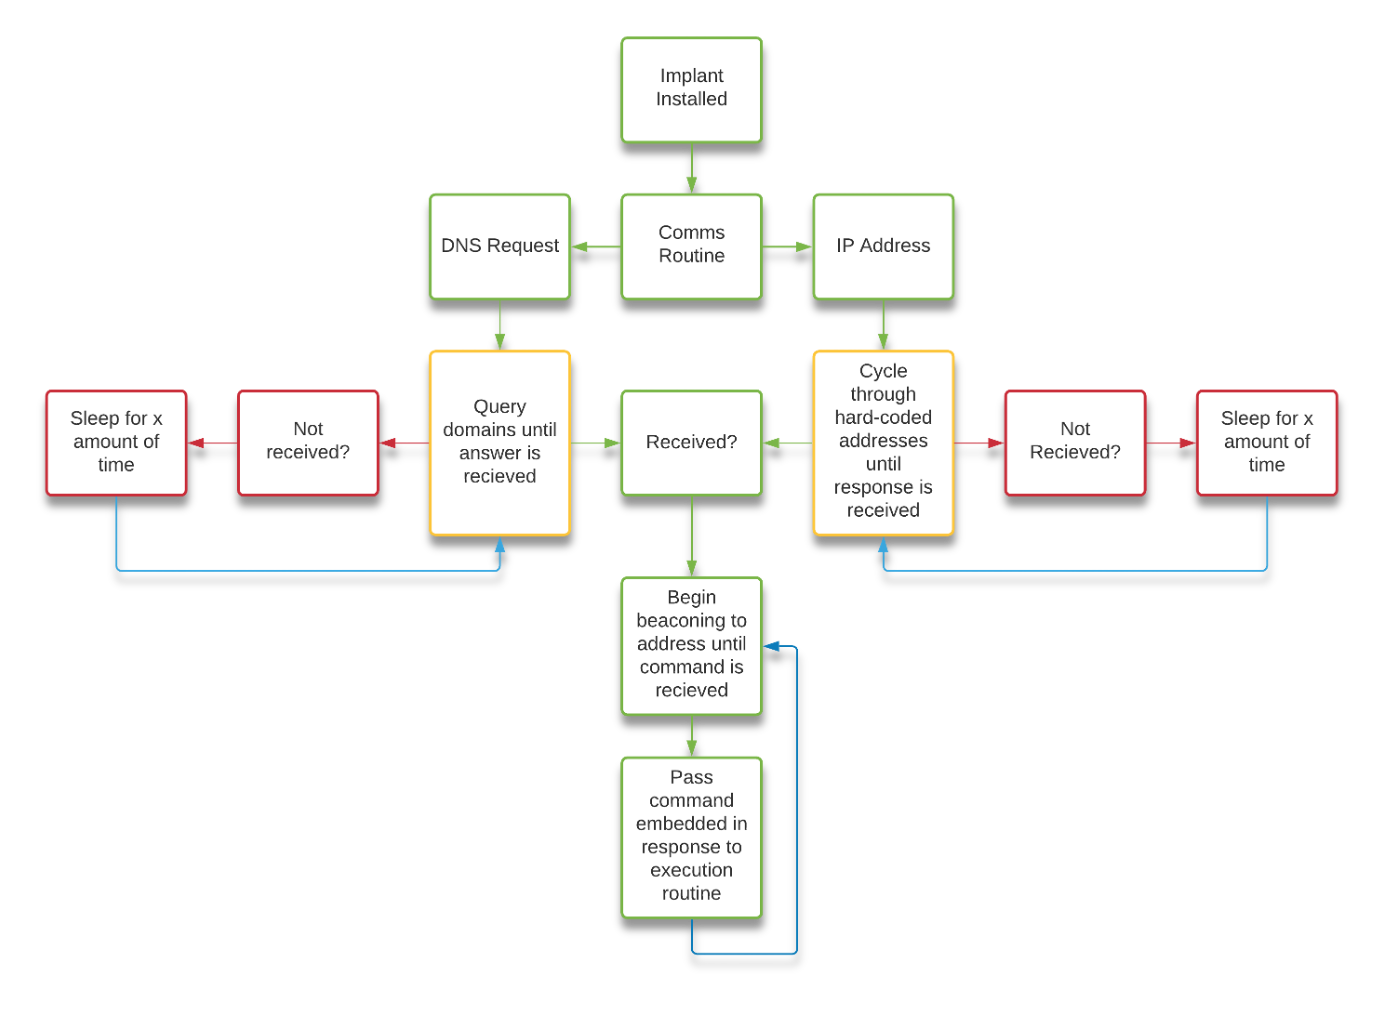 Implant
Installed
DNS Request
Comms
Routine
IP Address
Sleep for x
amount of
time
Not
received?
Query
domains until
answer is
recieved
Received?
Cycle
through
hard-coded
addresses
until
response is
received
Not
Recieved?
Sleep for x
amount of
time
Begin
beaconing to
address until
command is
recieved
Pass
command
embedded in
response to
execution
routine